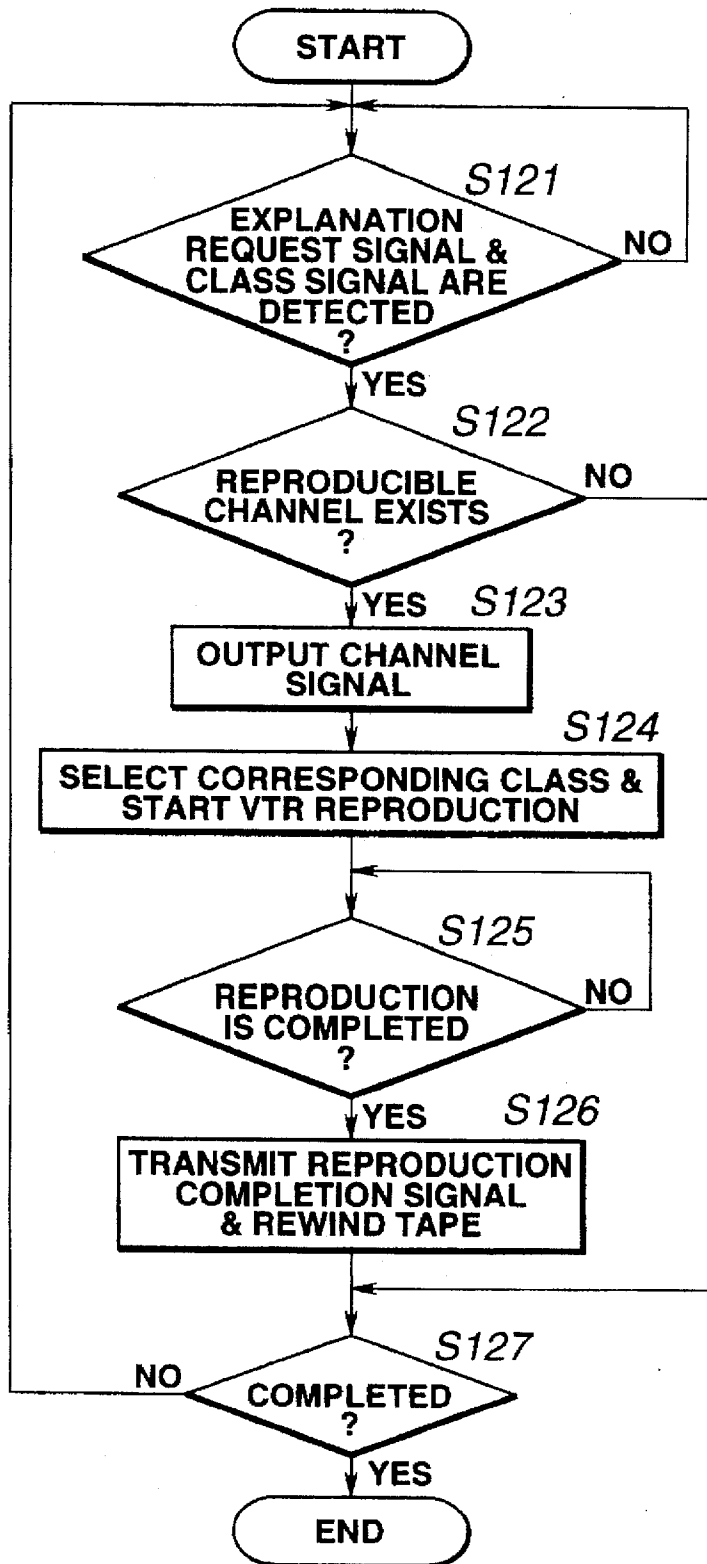 START
S121
EXPLANATION
REQUEST SIGNAL &
CLASS SIGNAL ARE
DETECTED
?
NO
YES
S122
REPRODUCIBLE
CHANNEL EXISTS
?
NO
YES
S123
OUTPUT CHANNEL
SIGNAL
S124
SELECT CORRESPONDING CLASS &
START VTR REPRODUCTION
S125
REPRODUCTION
IS COMPLETED
?
NO
YES
S126
TRANSMIT REPRODUCTION
COMPLETION SIGNAL
& REWIND TAPE
S127
NO
COMPLETED
?
YES
END